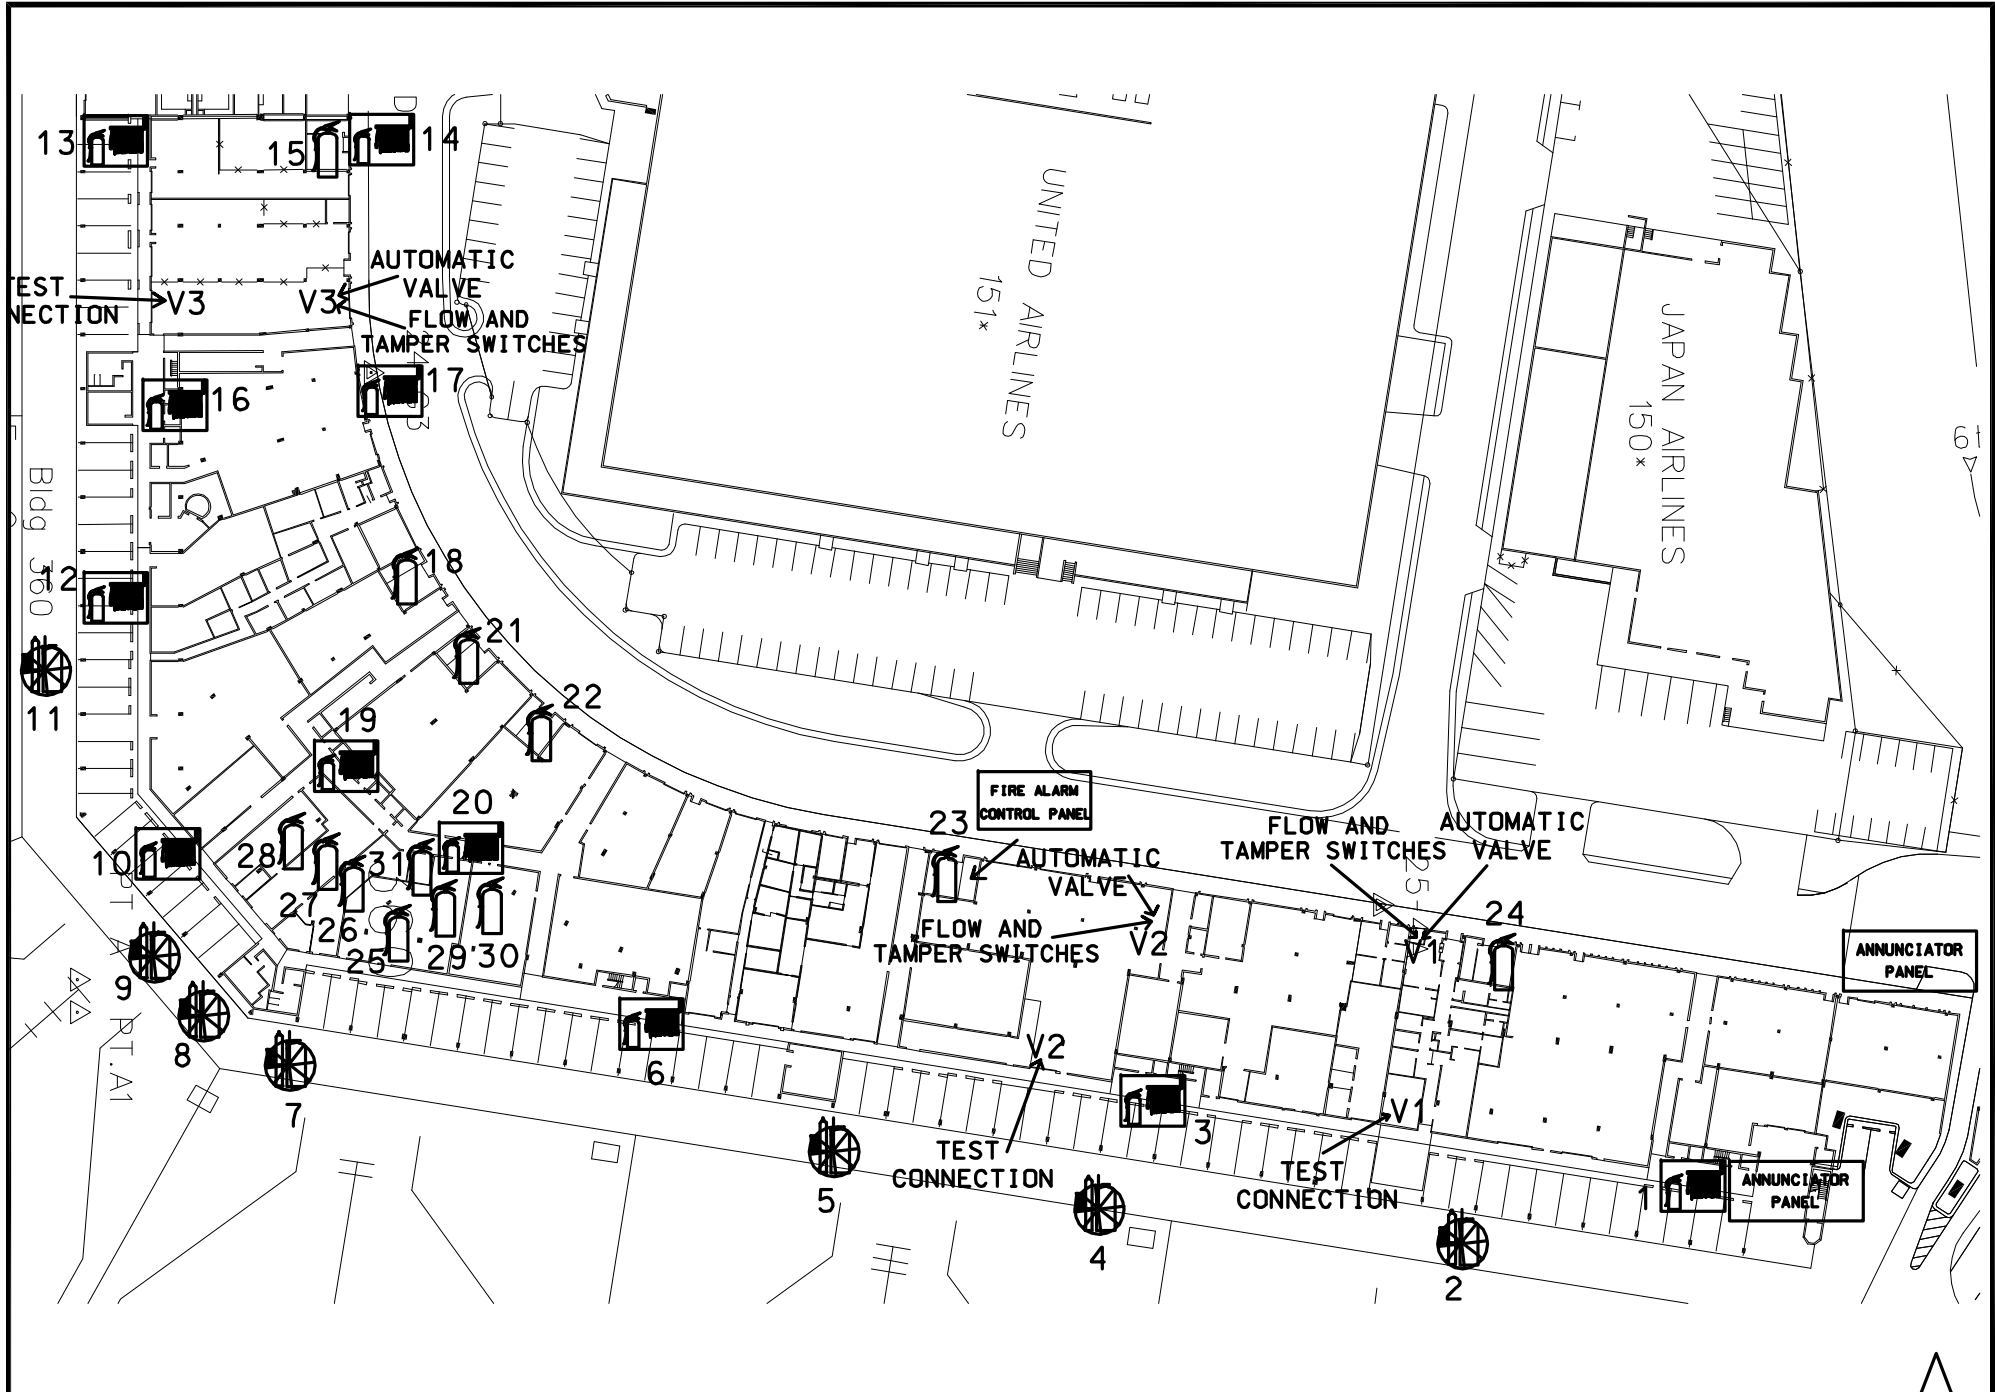 13
15
14
D
UNITED AIRLINES
151*
JAPAN AIRLINES
150*
AUTOMATIC
VALVE
TEST
NECTION
V3
V3
FLOW AND
TAMPER SWITCHES
16
17
Bldg 360
12
18
11
21
22
19
20
10
28
27
26
25
31
29
30
9
8
7
6
23
FIRE ALARM
CONTROL PANEL
AUTOMATIC
VALVE
FLOW AND
TAMPER SWITCHES
V2
FLOW AND
TAMPER SWITCHES
AUTOMATIC
VALVE
25
V1
24
ANNUNCIATOR
PANEL
V2
TEST
CONNECTION
3
V1
TEST
CONNECTION
1
ANNUNCIATOR
PANEL
5
4
2
PT.A1